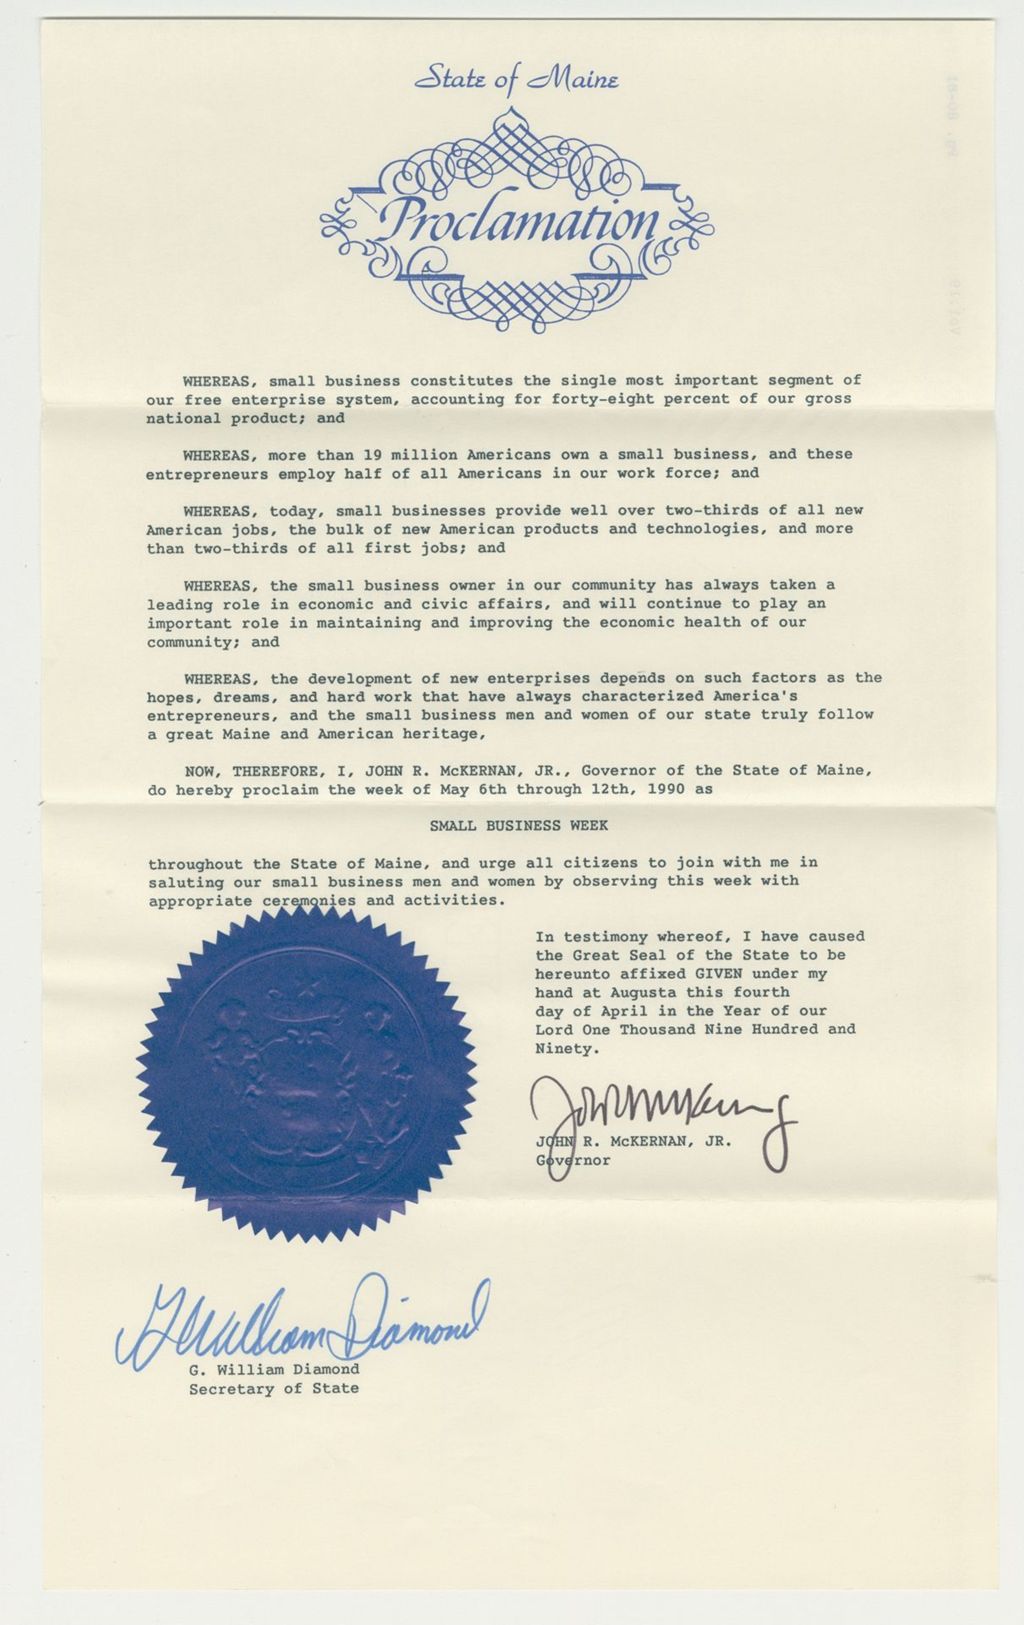 State of Maine
Proclamation
WHEREAS, small business constitutes the single most important segment of
our free enterprise system, accounting for forty-eight percent of our gross
national product; and
WHEREAS, more than 19 million Americans own a small business, and these
entrepreneurs employ half of all Americans in our work force; and
WHEREAS, today, small businesses provide well over two-thirds of all new
American jobs, the bulk of new American products and technologies, and more
than two-thirds of all first jobs; and
WHEREAS, the small business owner in our community has always taken a
leading role in economic and civic affairs, and will continue to play an
important role in maintaining and improving the economic health of our
community; and
WHEREAS, the development of new enterprises depends on such factors as the
hopes, dreams, and hard work that have always characterized America's
entrepreneurs, and the small business men and women of our state truly follow
a great Maine and American heritage,
NOW, THEREFORE, I, JOHN R. McKERNAN, JR., Governor of the State of Maine,
do hereby proclaim the week of May 6th through 12th, 1990 as
SMALL BUSINESS WEEK
throughout the State of Maine, and urge all citizens to join with me in
saluting our small business men and women by observing this week with
appropriate ceremonies and activities.
In testimony whereof, I have caused
the Great Seal of the State to be
hereunto affixed GIVEN under my
hand at Augusta this fourth
day of April in the Year of our
Lord One Thousand Nine Hundred and
Ninety.
John McKernan Jr
JOHN R. McKERNAN, JR.
Governor
G William Diamond
G. William Diamond
Secretary of State